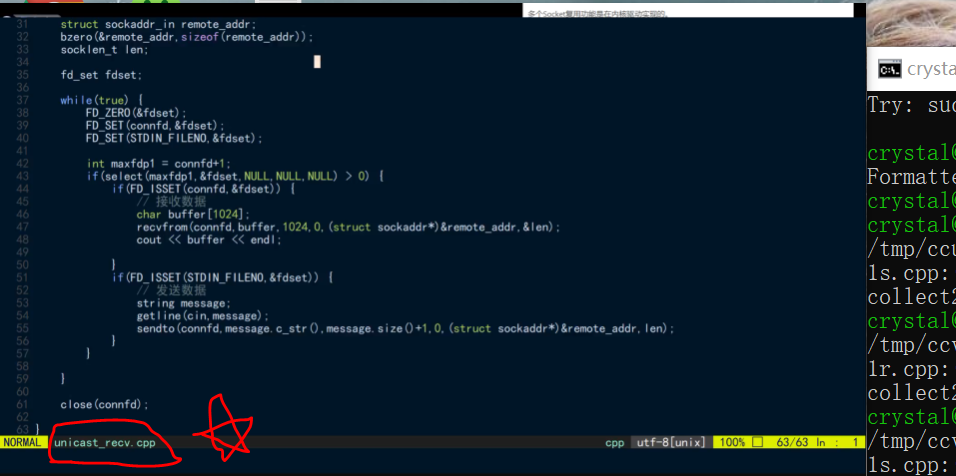 多个Socket复用功能是在内核驱动实现的。
31 struct sockaddr_in remote_addr;
32 bzero(&remote_addr,sizeof(remote_addr));
33 socklen_t len;
34
35 fd_set fdset;
36
37 while(true) {
38 FD_ZERO(&fdset);
39 FD_SET(connfd,&fdset);
40 FD_SET(STDIN_FILENO,&fdset);
41
42 int maxfdp1 = connfd+1;
43 if(select(maxfdp1,&fdset,NULL,NULL,NULL) > 0) {
44 if(FD_ISSET(connfd,&fdset)) {
45 // 接收数据
46 char buffer[1024];
47 recvfrom(connfd,buffer,1024,0,(struct sockaddr*)&remote_addr,&len);
48 cout << buffer << endl;
49
50 }
51 if(FD_ISSET(STDIN_FILENO,&fdset)) {
52 // 发送数据
53 string message;
54 getline(cin,message);
55 sendto(connfd,message.c_str(),message.size()+1,0,(struct sockaddr*)&remote_addr,len);
56 }
57 }
58
59 }
60
61 close(connfd);
62
63 }
NORMAL unicast_recv.cpp cpp utf-8[unix] 100% 63/63 ln : 1
crysta
Try: su
crystal@
Formatte
crystal@
crystal@
/tmp/cc
ls.cpp:
collect2
crystal@
/tmp/ccv
lr.cpp:
collect2
crystal@
/tmp/ccv
ls.cpp: